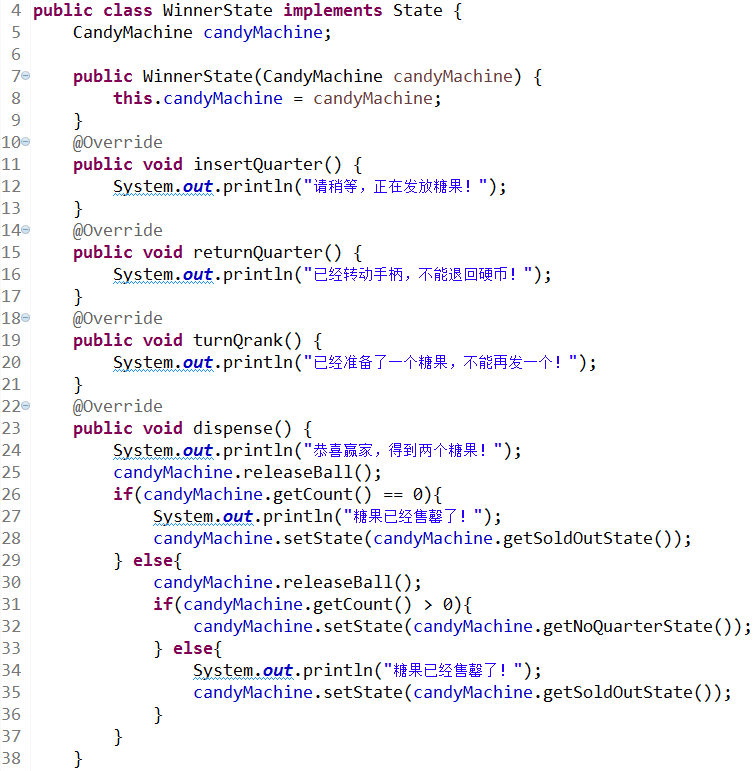 4 public class WinnerState implements State {
5     CandyMachine candyMachine;
6
7     public WinnerState(CandyMachine candyMachine) {
8         this.candyMachine = candyMachine;
9     }
10     @Override
11     public void insertQuarter() {
12         System.out.println("请稍等，正在发放糖果！");
13     }
14     @Override
15     public void returnQuarter() {
16         System.out.println("已经转动手柄，不能退回硬币！");
17     }
18     @Override
19     public void turnQrank() {
20         System.out.println("已经准备了一个糖果，不能再发一个！");
21     }
22     @Override
23     public void dispense() {
24         System.out.println("恭喜赢家，得到两个糖果！");
25         candyMachine.releaseBall();
26         if(candyMachine.getCount() == 0){
27             System.out.println("糖果已经售罄了！");
28             candyMachine.setState(candyMachine.getSoldOutState());
29         } else{
30             candyMachine.releaseBall();
31             if(candyMachine.getCount() > 0){
32                 candyMachine.setState(candyMachine.getNoQuarterState());
33             } else{
34                 System.out.println("糖果已经售罄了！");
35                 candyMachine.setState(candyMachine.getSoldOutState());
36             }
37         }
38     }